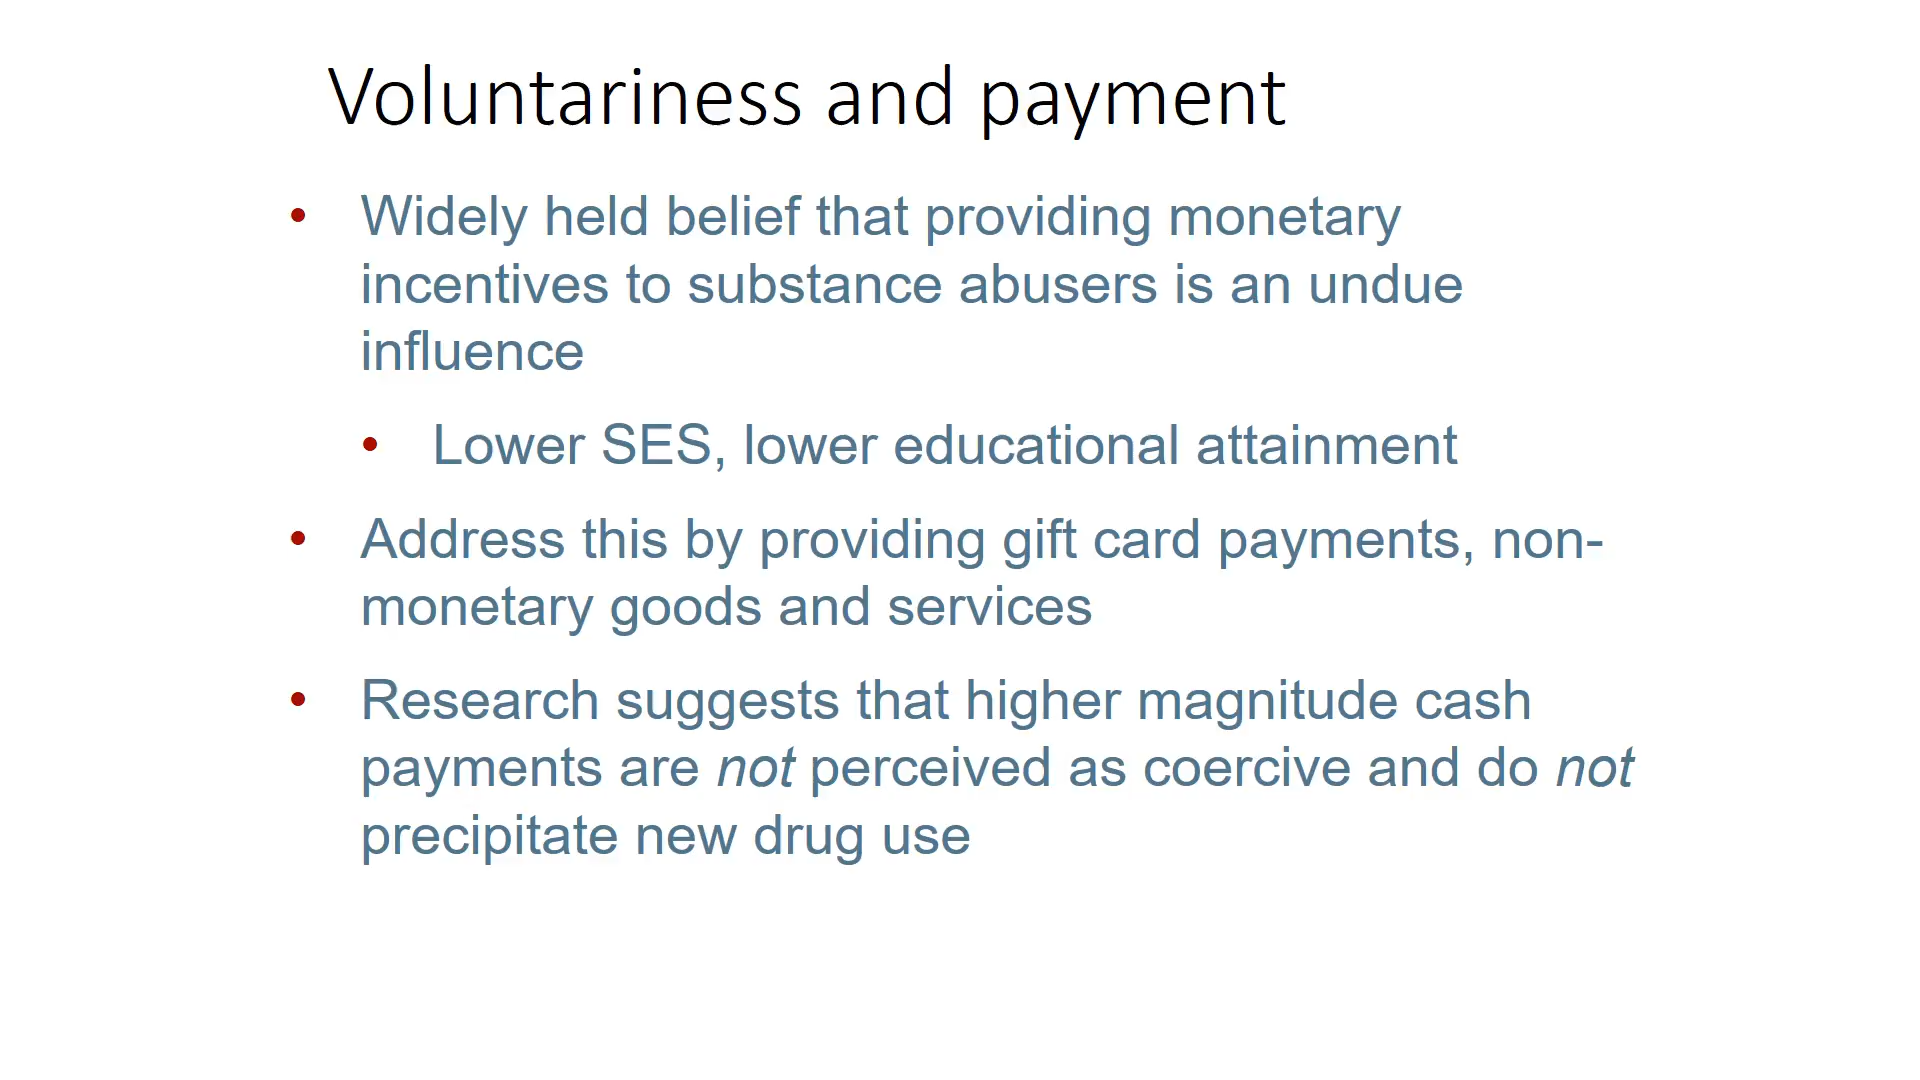 Voluntariness and payment
• Widely held belief that providing monetary
incentives to substance abusers is an undue
influence
• Lower SES, lower educational attainment
• Address this by providing gift card payments, non-
monetary goods and services
• Research suggests that higher magnitude cash
payments are not perceived as coercive and do not
precipitate new drug use